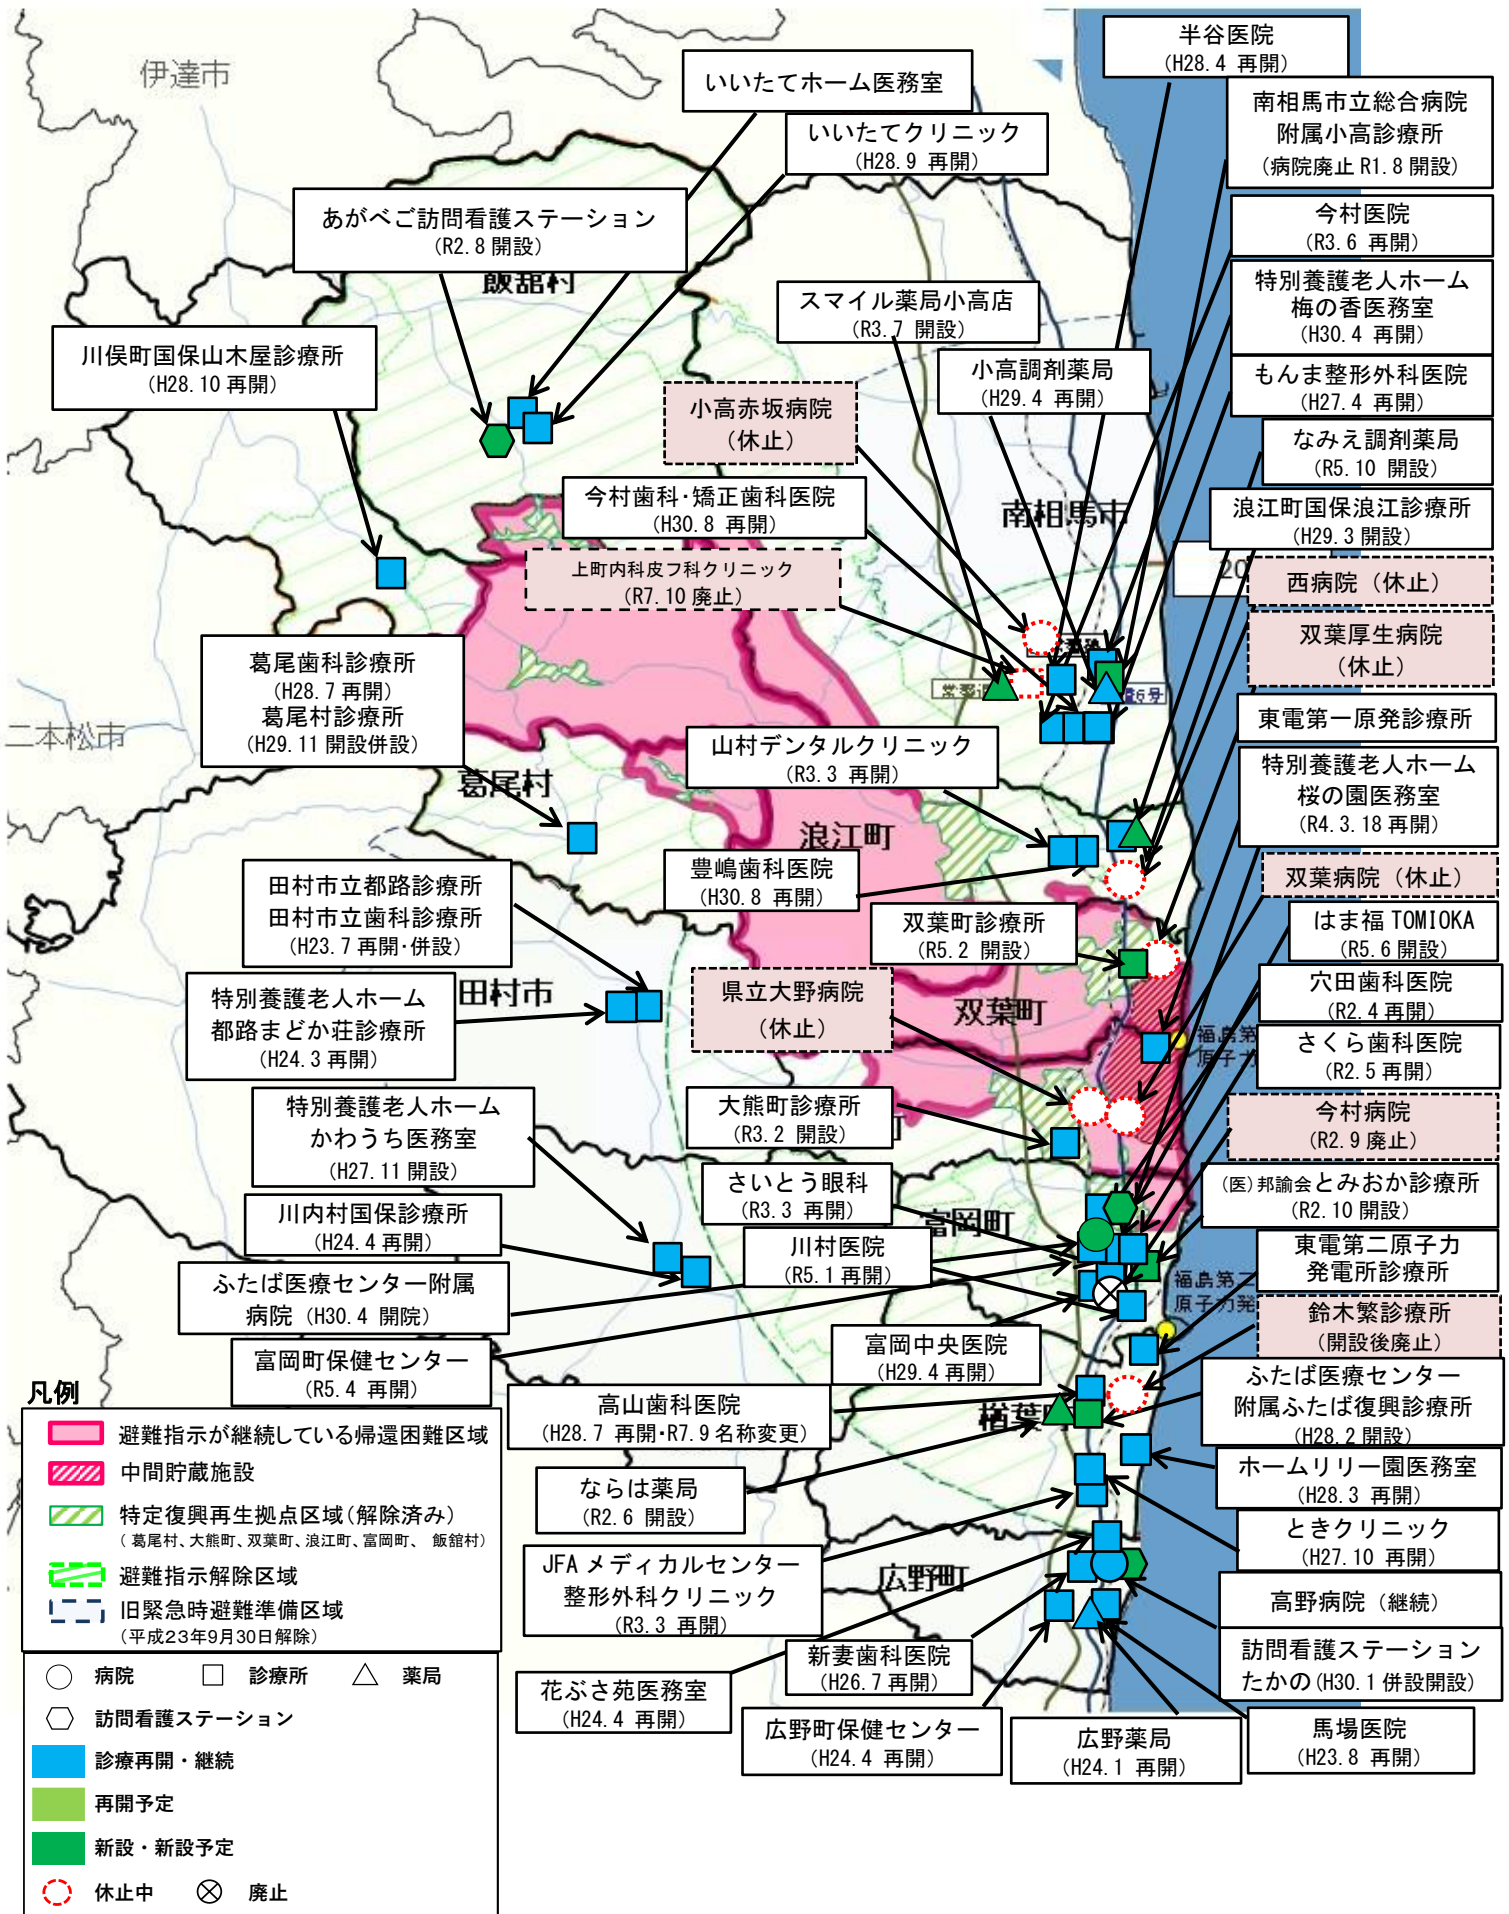 半谷医院
(H28.4 再開)
伊達市
いいたてホーム医務室
南相馬市立総合病院
附属小高診療所
(病院廃止 R1.8 開設)
いいたてクリニック
(H28.9 再開)
あがべご訪問看護ステーション
(R2.8 開設)
今村医院
(R3.6 再開)
飯舘村
特別養護老人ホーム
梅の香医務室
(H30.4 再開)
スマイル薬局小高店
(R3.7 開設)
川俣町国保山木屋診療所
(H28.10 再開)
小高調剤薬局
(H29.4 再開)
もんま整形外科医院
(H27.4 再開)
小高赤坂病院
(休止)
なみえ調剤薬局
(R5.10 開設)
今村歯科・矯正歯科医院
(H30.8 再開)
南相馬市
浪江町国保浪江診療所
(H29.3 開設)
上町内科皮フ科クリニック
(R7.10 廃止)
20
西病院 (休止)
双葉厚生病院
(休止)
葛尾歯科診療所
(H28.7 再開)
葛尾村診療所
(H29.11 開設併設)
二本松市
国6号
東電第一原発診療所
山村デンタルクリニック
(R3.3 再開)
特別養護老人ホーム
桜の園医務室
(R4.3.18 再開)
葛尾村
浪江町
豊嶋歯科医院
(H30.8 再開)
双葉病院 (休止)
田村市立都路診療所
田村市立歯科診療所
(H23.7 再開・併設)
双葉町診療所
(R5.2 開設)
はま福 TOMIOKA
(R5.6 開設)
県立大野病院
(休止)
穴田歯科医院
(R2.4 再開)
田村市
特別養護老人ホーム
都路まどか荘診療所
(H24.3 再開)
双葉町
福島第
原子力
さくら歯科医院
(R2.5 再開)
大熊町診療所
(R3.2 開設)
今村病院
(R2.9 廃止)
特別養護老人ホーム
かわうち医務室
(H27.11 開設)
さいとう眼科
(R3.3 再開)
(医)邦諭会とみおか診療所
(R2.10 開設)
富岡町
川内村国保診療所
(H24.4 再開)
川村医院
(R5.1 再開)
東電第二原子力
発電所診療所
福島第二
原子力発
ふたば医療センター附属
病院 (H30.4 開院)
鈴木繁診療所
(開設後廃止)
富岡中央医院
(H29.4 再開)
富岡町保健センター
(R5.4 再開)
ふたば医療センター
附属ふたば復興診療所
(H28.2 開設)
高山歯科医院
(H28.7 再開・R7.9 名称変更)
楢葉町
ホームリリー園医務室
(H28.3 再開)
ならは薬局
(R2.6 開設)
ときクリニック
(H27.10 再開)
JFA メディカルセンター
整形外科クリニック
(R3.3 再開)
広野町
高野病院 (継続)
新妻歯科医院
(H26.7 再開)
訪問看護ステーション
たかの(H30.1 併設開設)
花ぶさ苑医務室
(H24.4 再開)
広野町保健センター
(H24.4 再開)
広野薬局
(H24.1 再開)
馬場医院
(H23.8 再開)
凡例
避難指示が継続している帰還困難区域
中間貯蔵施設
特定復興再生拠点区域(解除済み)
(葛尾村、大熊町、双葉町、浪江町、富岡町、 飯舘村)
避難指示解除区域
旧緊急時避難準備区域
(平成23年9月30日解除)
病院 診療所 薬局
訪問看護ステーション
診療再開・継続
再開予定
新設・新設予定
休止中 廃止